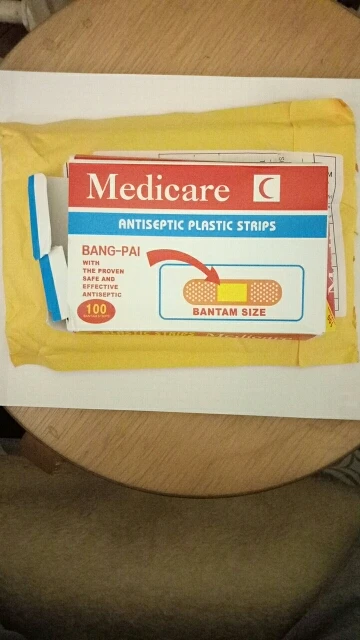 Medicare
ANTISEPTIC PLASTIC STRIPS
BANG-PAI
WITH
THE PROVEN
SAFE AND
EFFECTIVE
ANTISEPTIC
100
BANTAM SIZE